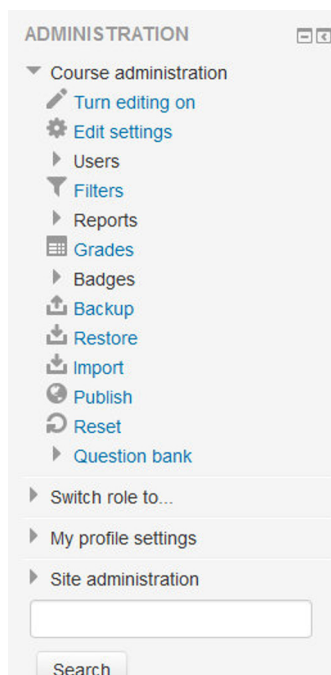 ADMINISTRATION
Course administration
Turn editing on
Edit settings
Users
Filters
Reports
Grades
Badges
Backup
Restore
Import
Publish
Reset
Question bank
Switch role to...
My profile settings
Site administration
Search